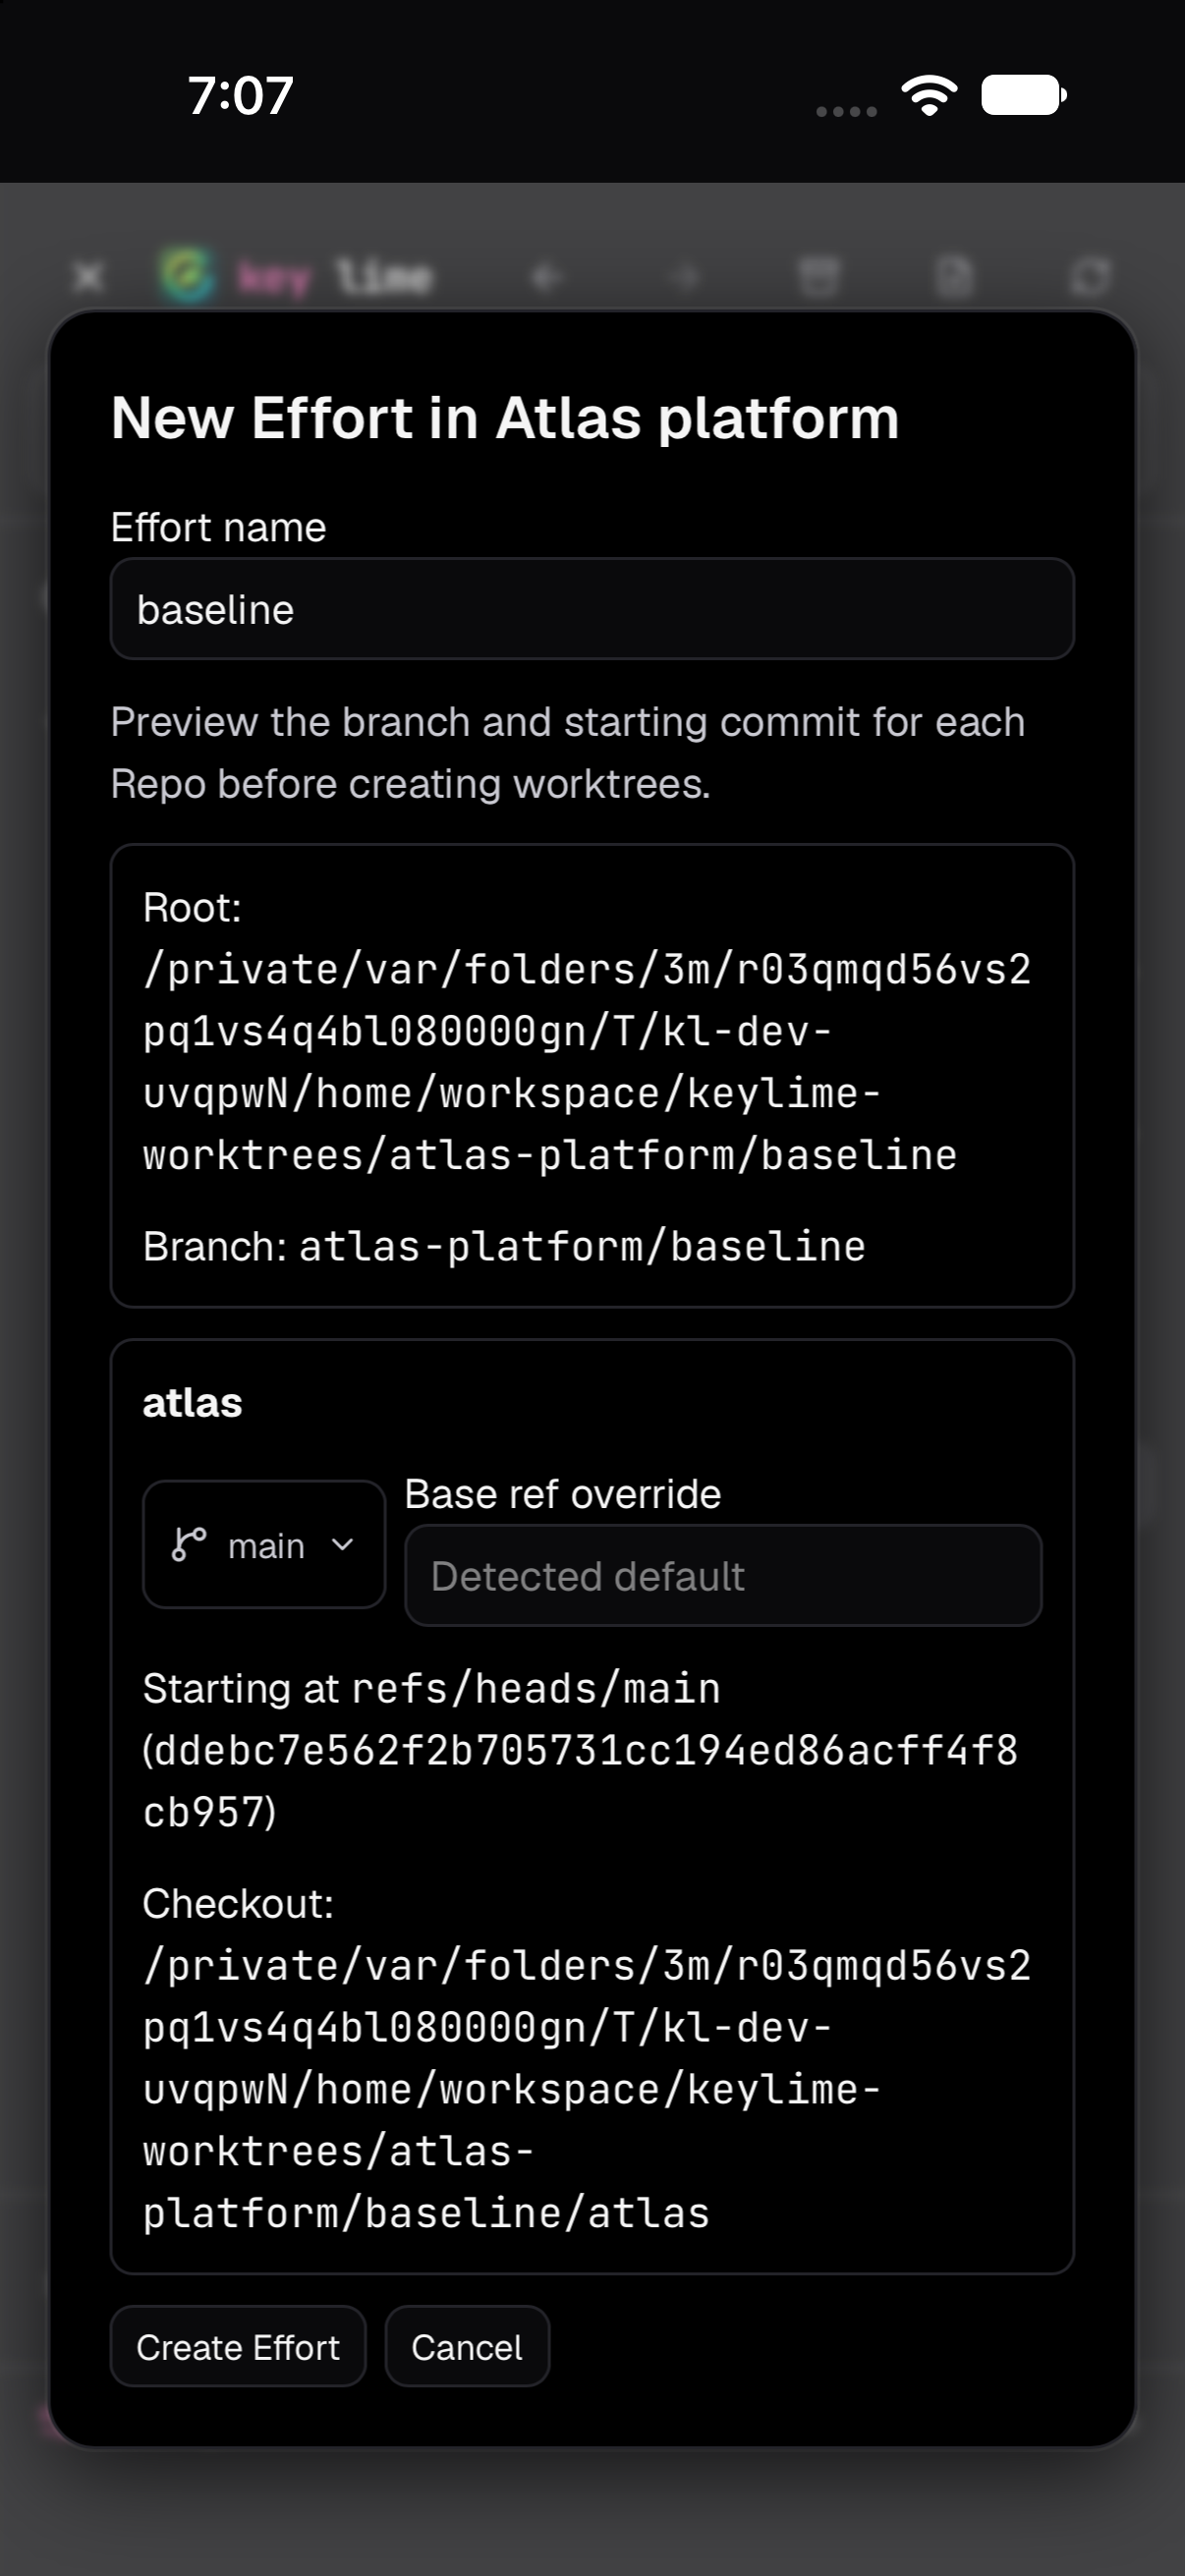 7:07
key lime
New Effort in Atlas platform
Effort name
baseline
Preview the branch and starting commit for each
Repo before creating worktrees.
Root:
/private/var/folders/3m/r03qmqd56vs2
pq1vs4q4bl080000gn/T/kl-dev-
uvqpwN/home/workspace/keylime-
worktrees/atlas-platform/baseline
Branch: atlas-platform/baseline
atlas
Base ref override
main
Detected default
Starting at refs/heads/main
(ddebc7e562f2b705731cc194ed86acff4f8
cb957)
Checkout:
/private/var/folders/3m/r03qmqd56vs2
pq1vs4q4bl080000gn/T/kl-dev-
uvqpwN/home/workspace/keylime-
worktrees/atlas-
platform/baseline/atlas
Create Effort
Cancel